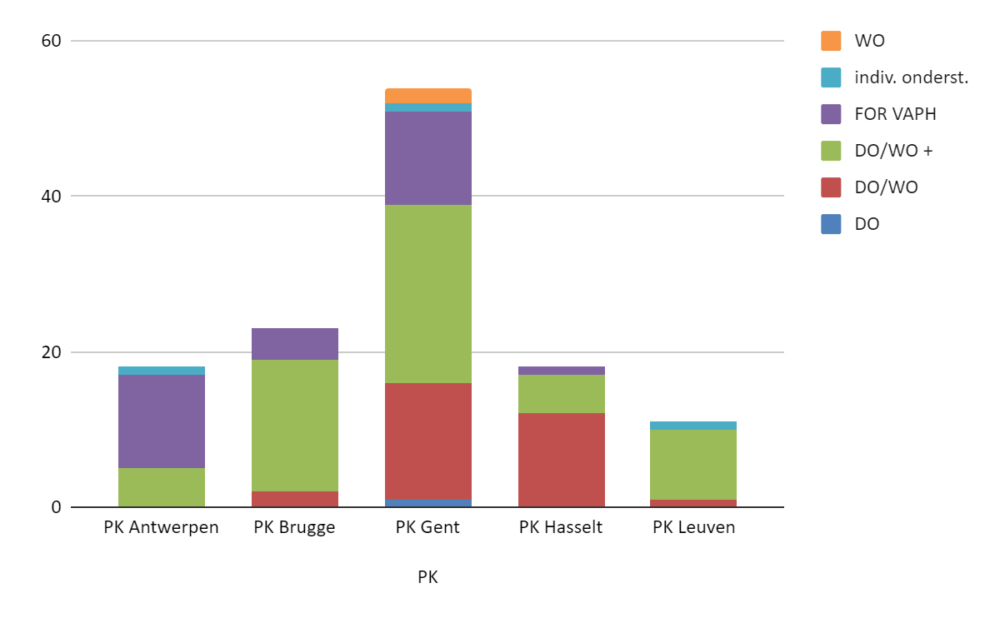 60
40
20
0
PK Antwerpen
PK Brugge
PK Gent
PK Hasselt
PK Leuven
PK
WO
indiv. onderst.
FOR VAPH
DO/WO +
DO/WO
DO